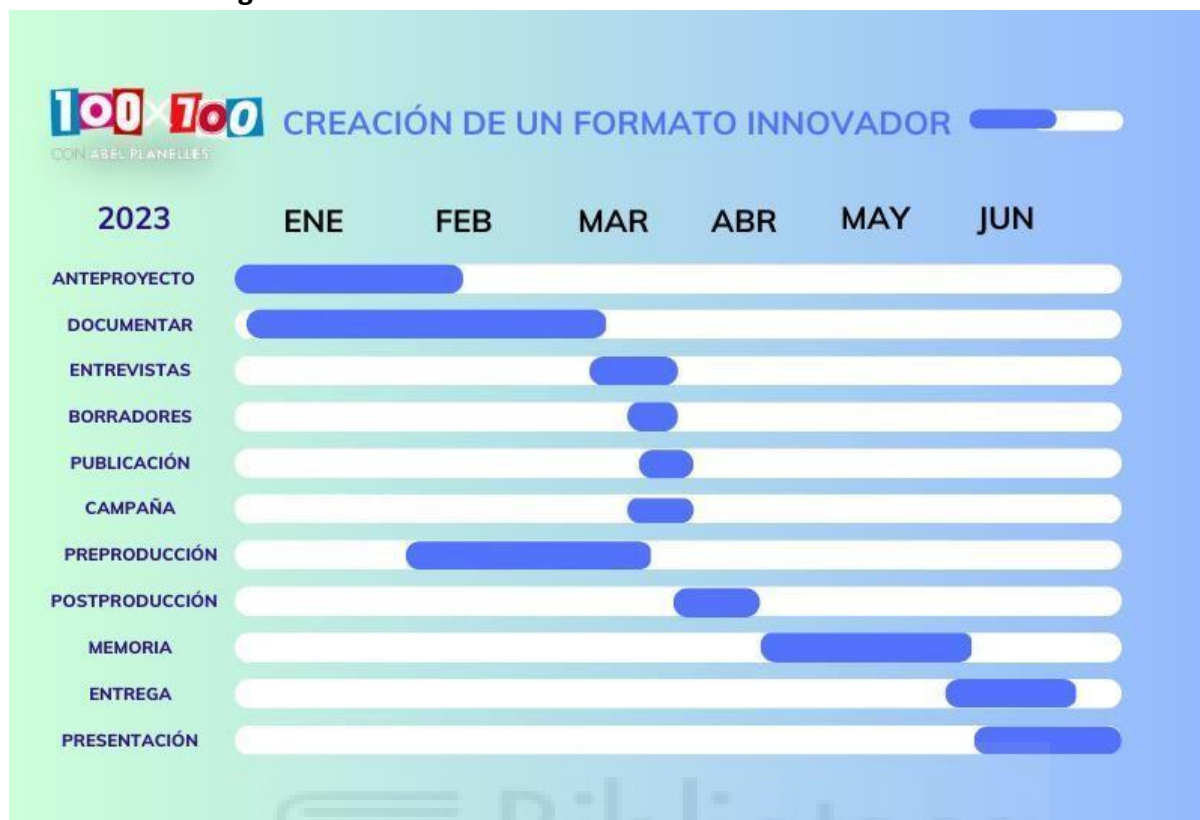 100x100
CON ABEL PLANELLES
CREACIÓN DE UN FORMATO INNOVADOR
2023 ENE FEB MAR ABR MAY JUN
ANTEPROYECTO
DOCUMENTAR
ENTREVISTAS
BORRADORES
PUBLICACIÓN
CAMPAÑA
PREPRODUCCIÓN
POSTPRODUCCIÓN
MEMORIA
ENTREGA
PRESENTACIÓN